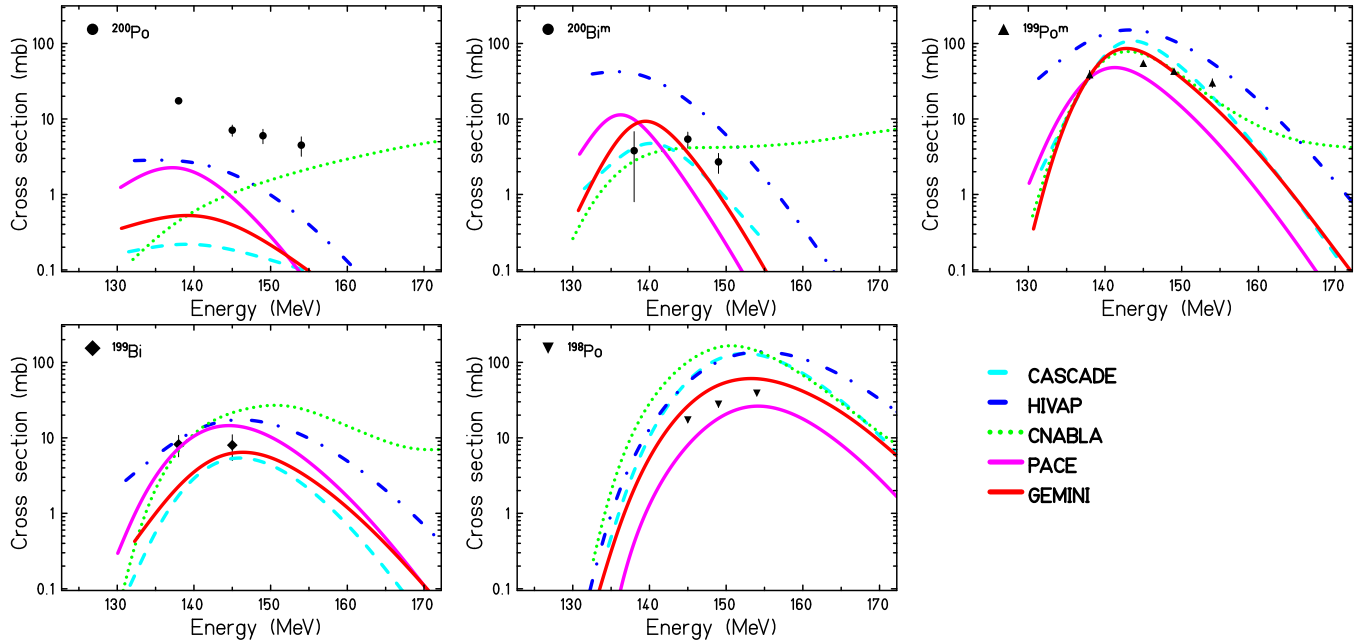 ²⁰⁰Po
Cross section (mb)
100
10
1
0.1
130 140 150 160 170
Energy (MeV)
²⁰⁰Biᵐ
Cross section (mb)
100
10
1
0.1
130 140 150 160 170
Energy (MeV)
¹⁹⁹Poᵐ
Cross section (mb)
100
10
1
0.1
130 140 150 160 170
Energy (MeV)
¹⁹⁹Bi
Cross section (mb)
100
10
1
0.1
130 140 150 160 170
Energy (MeV)
¹⁹⁸Po
Cross section (mb)
100
10
1
0.1
130 140 150 160 170
Energy (MeV)
CASCADE
HIVAP
CNABLA
PACE
GEMINI